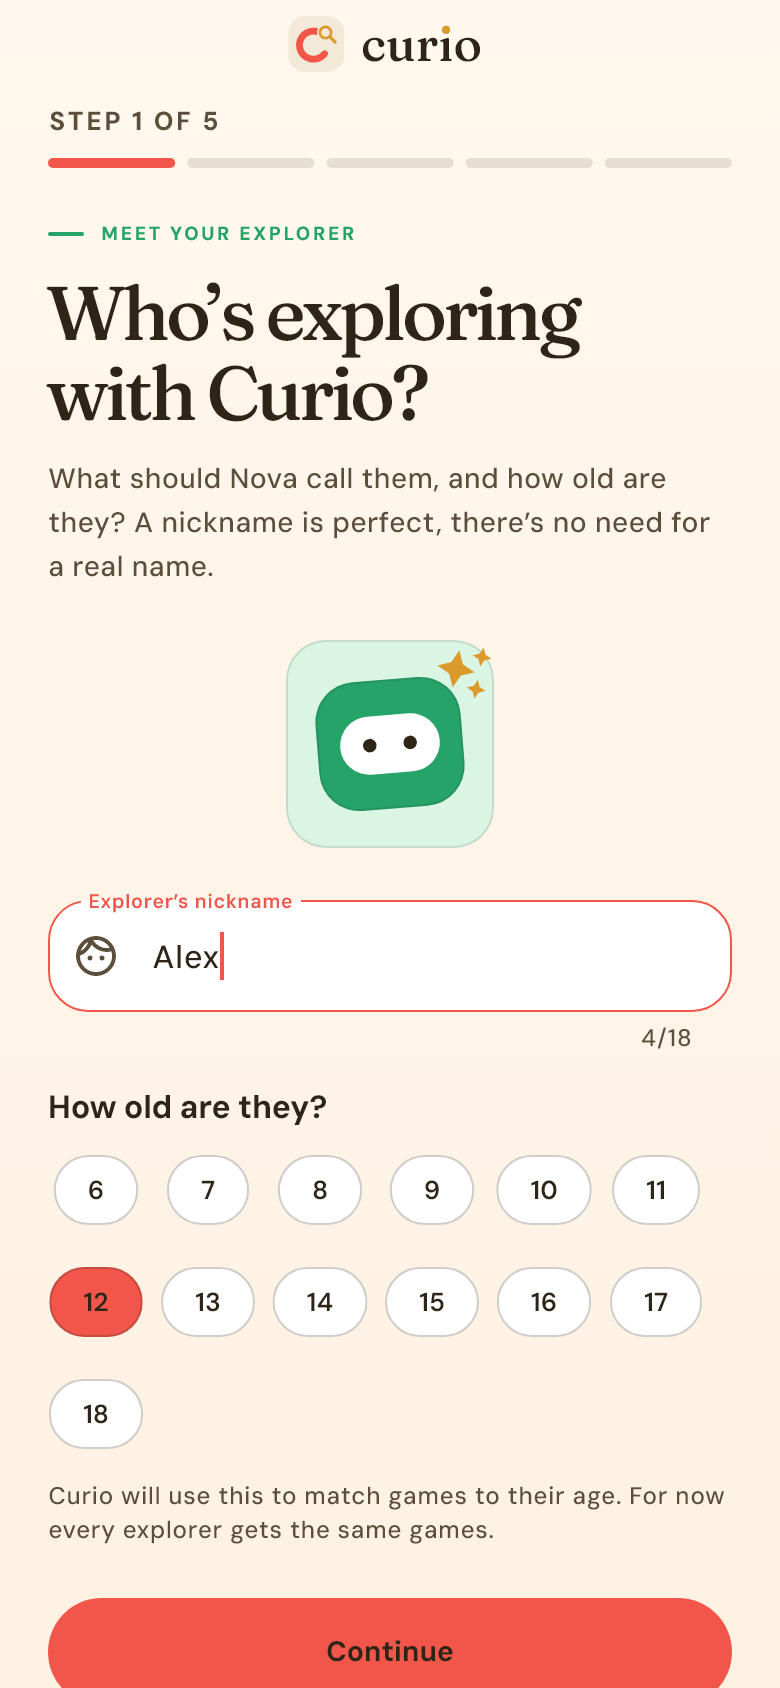 curio
STEP 1 OF 5
MEET YOUR EXPLORER
Who’s exploring
with Curio?
What should Nova call them, and how old are
they? A nickname is perfect, there’s no need for
a real name.
Explorer’s nickname
Alex
4/18
How old are they?
6 7 8 9 10 11
12 13 14 15 16 17
18
Curio will use this to match games to their age. For now
every explorer gets the same games.
Continue